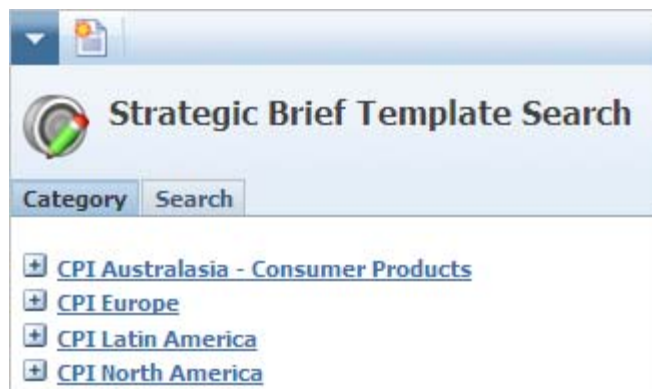 Strategic Brief Template Search
Category Search
CPI Australasia - Consumer Products
CPI Europe
CPI Latin America
CPI North America